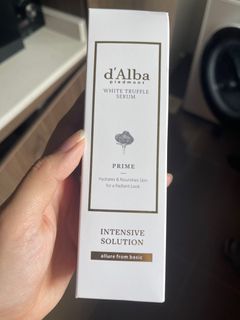 d'Alba
piedmont
WHITE TRUFFLE
SERUM
PRIME
Hydrates & Nourishes Skin
for a Radiant Look
INTENSIVE
SOLUTION
allure from basic